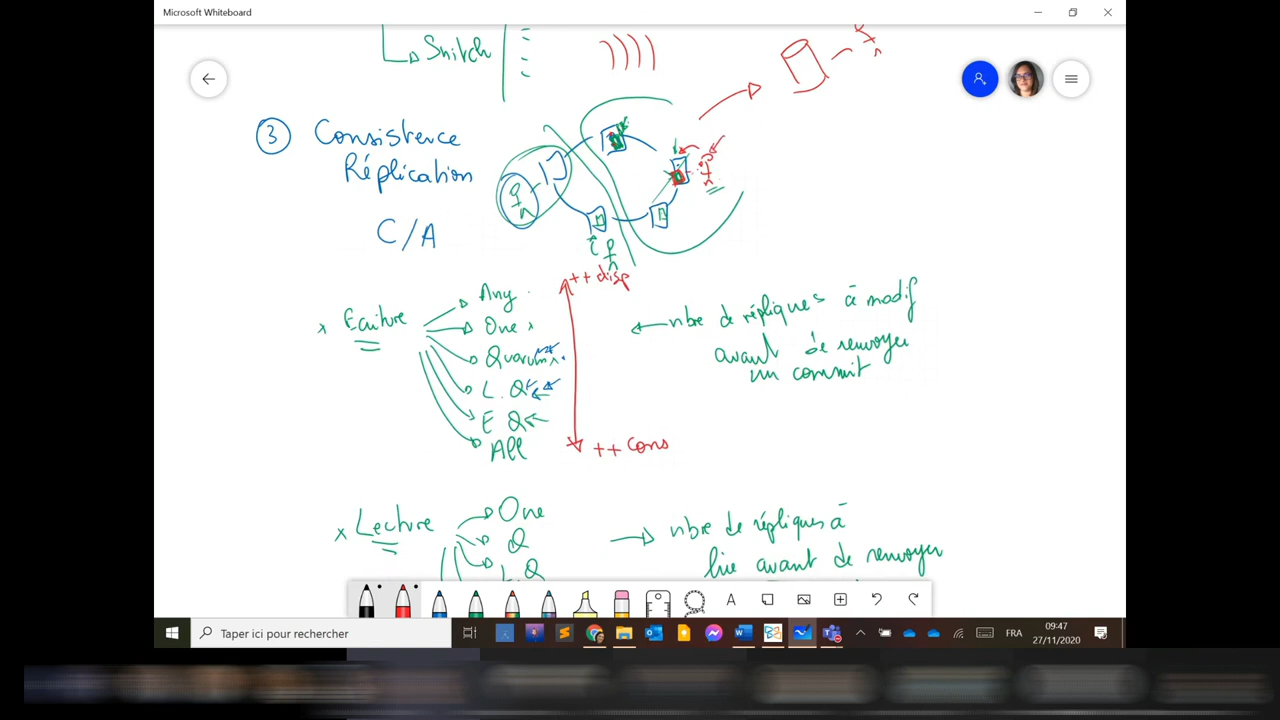 Microsoft Whiteboard
Snitch
③ Consistence
Réplication
C/A
++ disp
x Ecriture
Any
One x
Quorum
L. Q
E Q
All
++ Cons
nbre de répliques à modif
avant de renvoyer
un commit
x Lecture
One
Q
L Q
nbre de répliques à
lire avant de renvoyer
A
Taper ici pour rechercher
FRA
09:47
27/11/2020